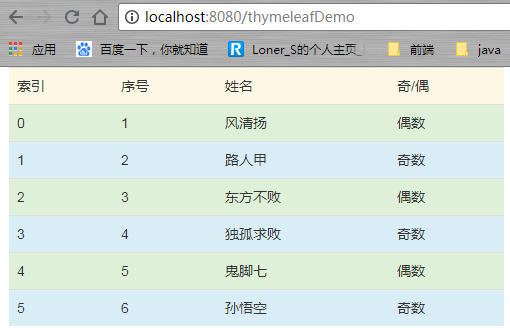 localhost:8080/thymeleafDemo
应用 百度一下,你就知道 Loner_S的个人主页_ 前端 java
索引 序号 姓名 奇/偶
0 1 风清扬 偶数
1 2 路人甲 奇数
2 3 东方不败 偶数
3 4 独孤求败 奇数
4 5 鬼脚七 偶数
5 6 孙悟空 奇数